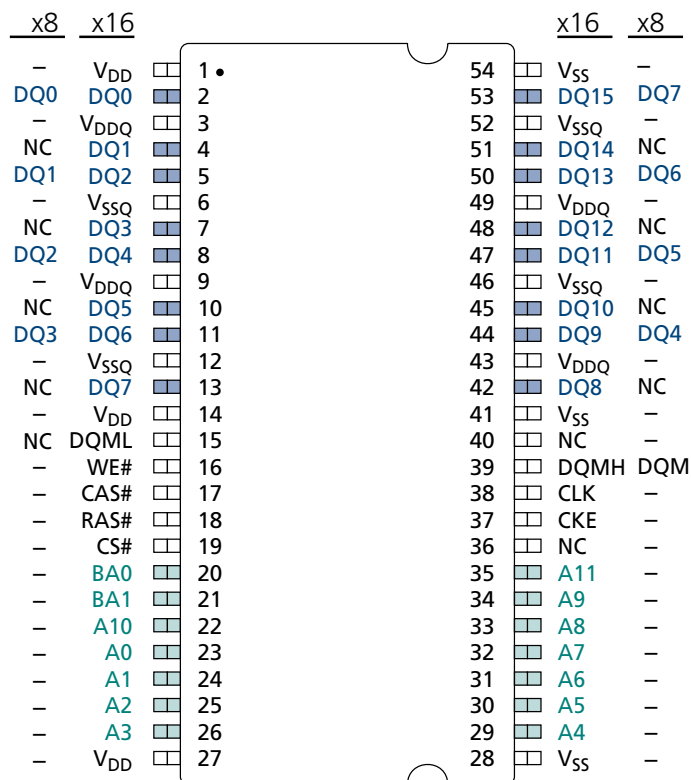 x8 x16 x16 x8
– VDD 1 54 VSS –
DQ0 DQ0 2 53 DQ15 DQ7
– VDDQ 3 52 VSSQ –
NC DQ1 4 51 DQ14 NC
DQ1 DQ2 5 50 DQ13 DQ6
– VSSQ 6 49 VDDQ –
NC DQ3 7 48 DQ12 NC
DQ2 DQ4 8 47 DQ11 DQ5
– VDDQ 9 46 VSSQ –
NC DQ5 10 45 DQ10 NC
DQ3 DQ6 11 44 DQ9 DQ4
– VSSQ 12 43 VDDQ –
NC DQ7 13 42 DQ8 NC
– VDD 14 41 VSS –
NC DQML 15 40 NC –
– WE# 16 39 DQMH DQM
– CAS# 17 38 CLK –
– RAS# 18 37 CKE –
– CS# 19 36 NC –
– BA0 20 35 A11 –
– BA1 21 34 A9 –
– A10 22 33 A8 –
– A0 23 32 A7 –
– A1 24 31 A6 –
– A2 25 30 A5 –
– A3 26 29 A4 –
– VDD 27 28 VSS –